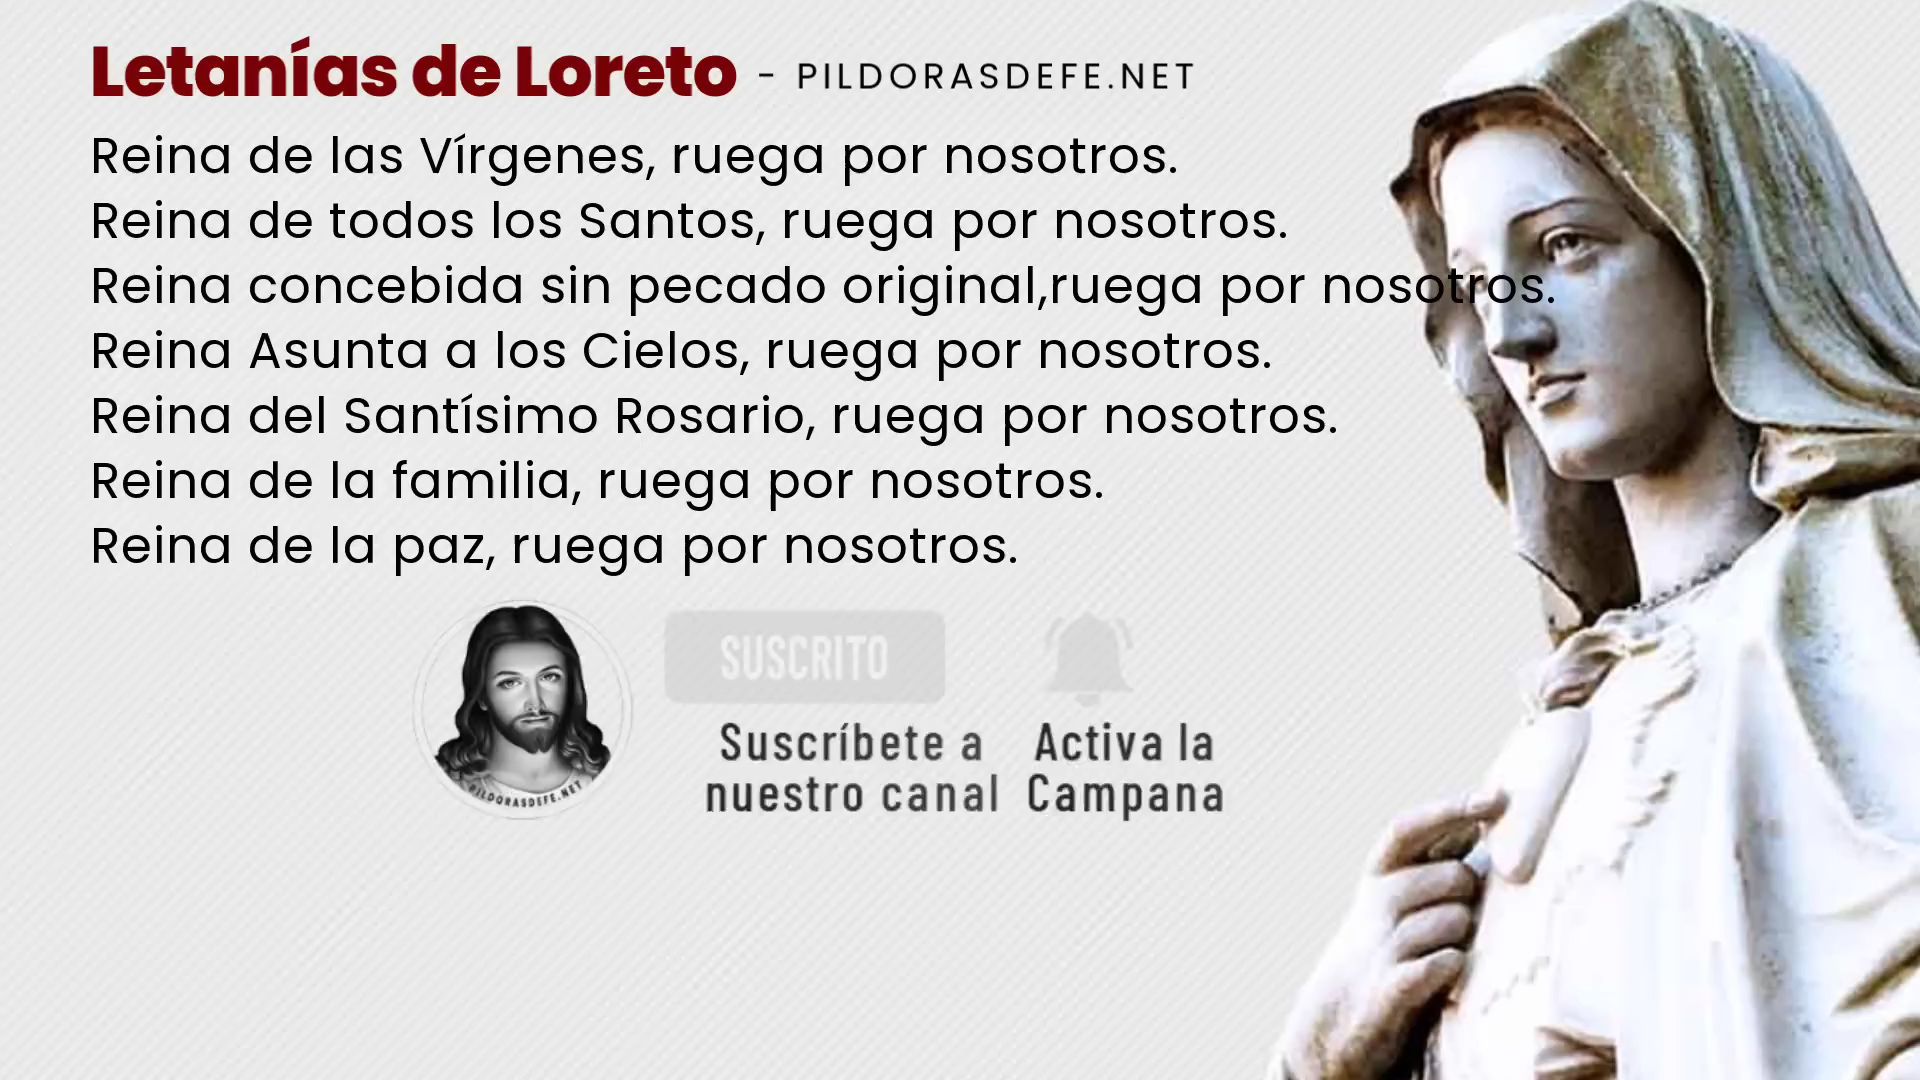 Letanías de Loreto - PILDORASDEFE.NET
Reina de las Vírgenes, ruega por nosotros.
Reina de todos los Santos, ruega por nosotros.
Reina concebida sin pecado original,ruega por nosotros.
Reina Asunta a los Cielos, ruega por nosotros.
Reina del Santísimo Rosario, ruega por nosotros.
Reina de la familia, ruega por nosotros.
Reina de la paz, ruega por nosotros.
SUSCRITO
Suscríbete a
nuestro canal
Activa la
Campana
PILDORASDEFE.NET